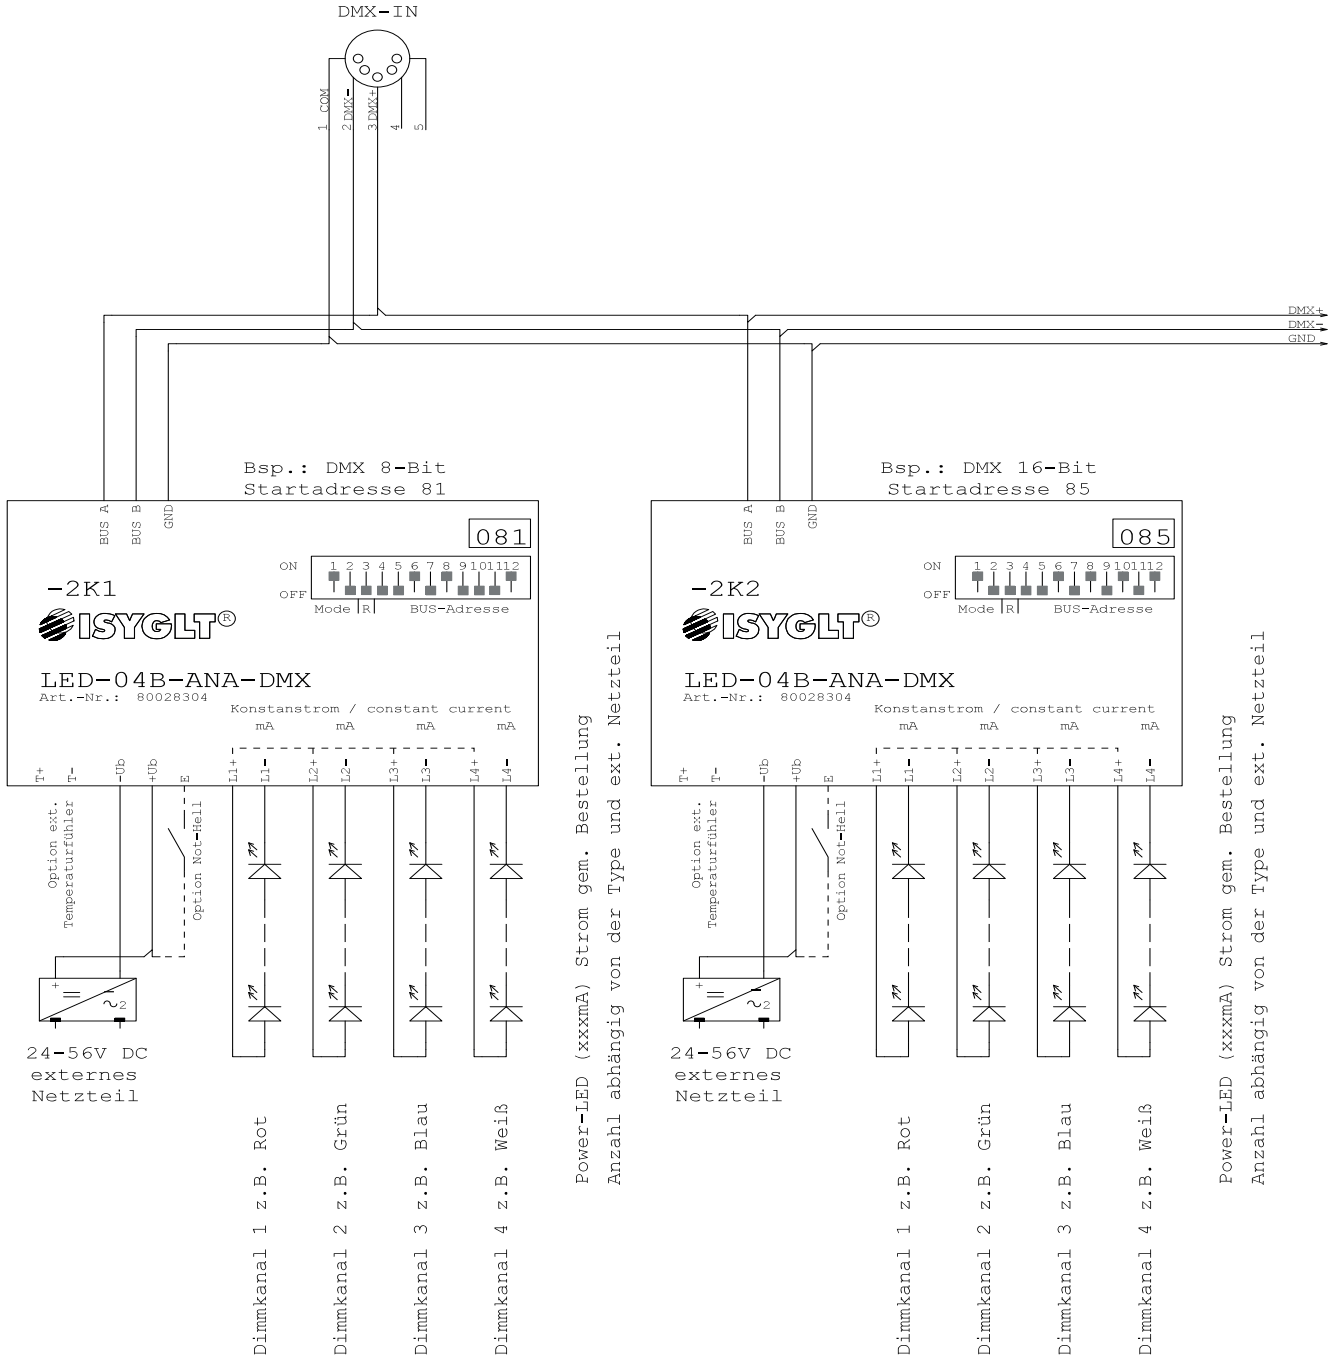 DMX-IN
1 COM
2 DMX-
3 DMX+
4
5
DMX+
DMX-
GND
Bsp.: DMX 8-Bit
Startadresse 81
BUS A
BUS B
GND
081
ON
1 2 3 4 5 6 7 8 9 10 11 12
OFF
Mode R BUS-Adresse
-2K1
ISYGLT®
LED-04B-ANA-DMX
Art.-Nr.: 80028304
Konstanstrom / constant current
mA mA mA mA
T+ T- -Ub +Ub E L1+ L1- L2+ L2- L3+ L3- L4+ L4-
Option ext.
Temperaturfühler
Option Not-Hell
+
2
24-56V DC
externes
Netzteil
Dimmkanal 1 z.B. Rot
Dimmkanal 2 z.B. Grün
Dimmkanal 3 z.B. Blau
Dimmkanal 4 z.B. Weiß
Power-LED (xxxmA) Strom gem. Bestellung
Anzahl abhängig von der Type und ext. Netzteil
Bsp.: DMX 16-Bit
Startadresse 85
BUS A
BUS B
GND
085
ON
1 2 3 4 5 6 7 8 9 10 11 12
OFF
Mode R BUS-Adresse
-2K2
ISYGLT®
LED-04B-ANA-DMX
Art.-Nr.: 80028304
Konstanstrom / constant current
mA mA mA mA
T+ T- -Ub +Ub E L1+ L1- L2+ L2- L3+ L3- L4+ L4-
Option ext.
Temperaturfühler
Option Not-Hell
+
2
24-56V DC
externes
Netzteil
Dimmkanal 1 z.B. Rot
Dimmkanal 2 z.B. Grün
Dimmkanal 3 z.B. Blau
Dimmkanal 4 z.B. Weiß
Power-LED (xxxmA) Strom gem. Bestellung
Anzahl abhängig von der Type und ext. Netzteil